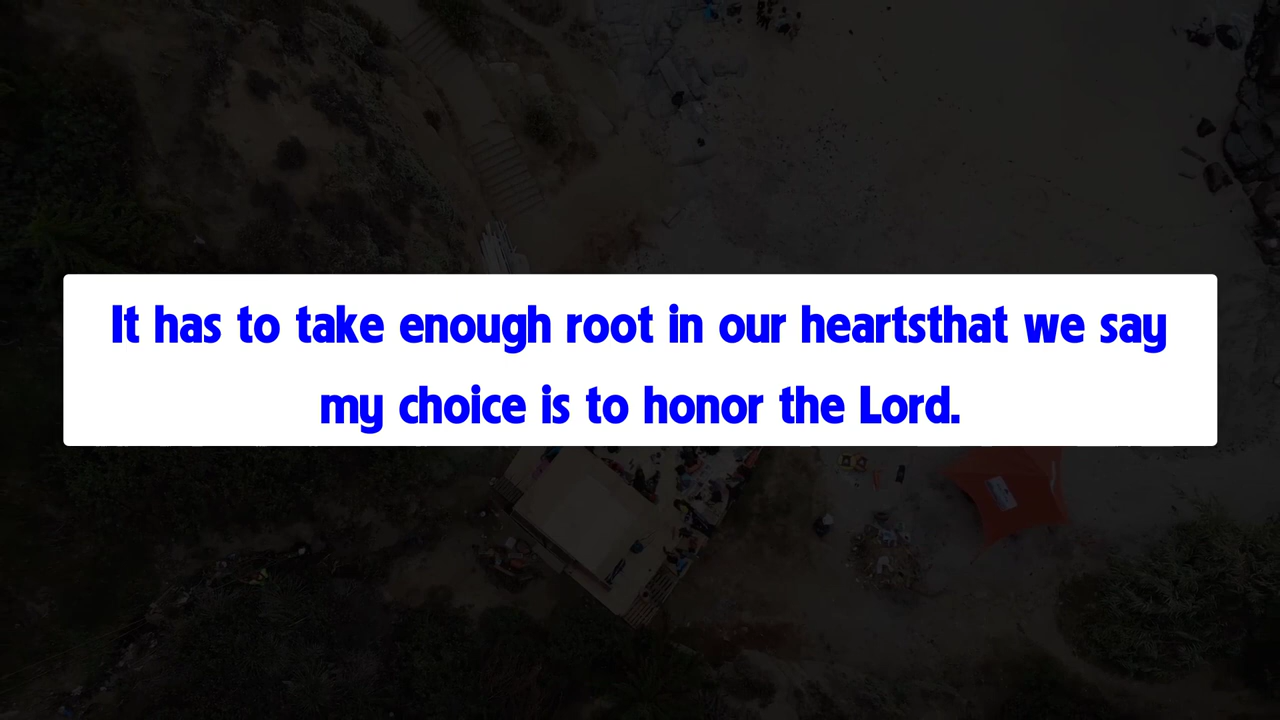 It has to take enough root in our heartsthat we say
my choice is to honor the Lord.